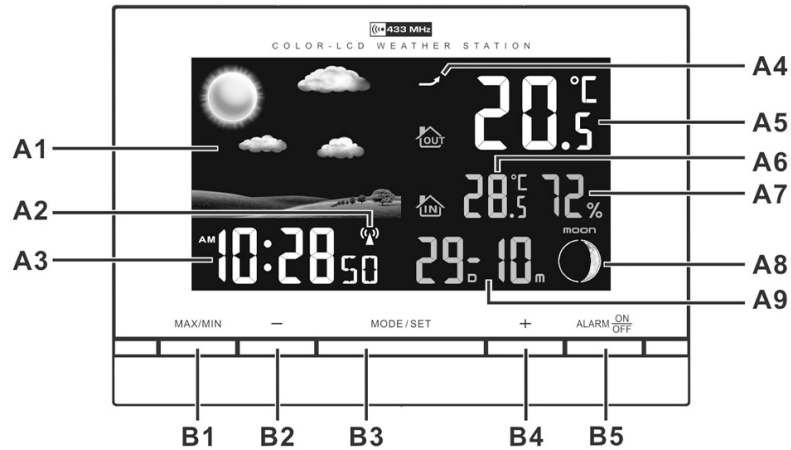 433 MHz
COLOR-LCD WEATHER STATION
A4
20.5 °C
A5
OUT
A1
A6
28.5 °C 72%
A7
IN
A2
moon
AM 10:28 50
29D-10m
A3
A8
A9
MAX/MIN − MODE/SET + ALARM ON
OFF
B1 B2 B3 B4 B5